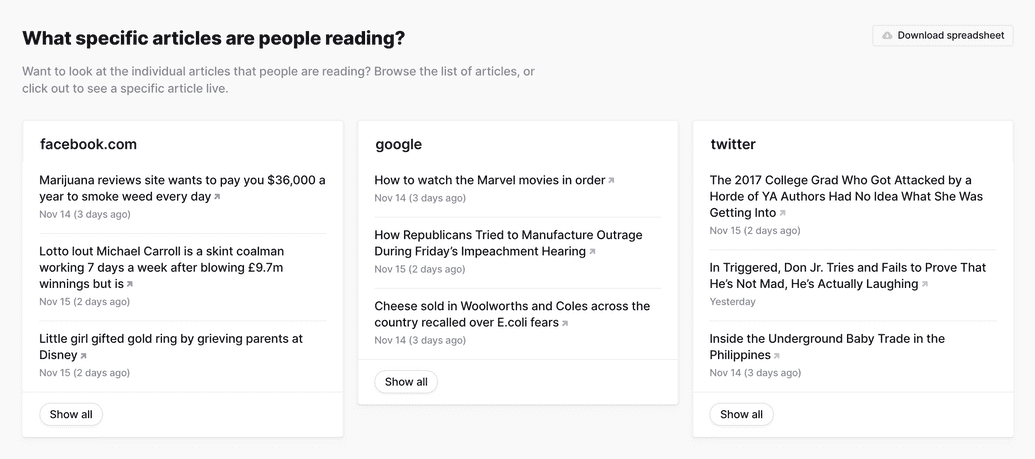 What specific articles are people reading?
Download spreadsheet
Want to look at the individual articles that people are reading? Browse the list of articles, or
click out to see a specific article live.
facebook.com
Marijuana reviews site wants to pay you $36,000 a
year to smoke weed every day
Nov 14 (3 days ago)
Lotto lout Michael Carroll is a skint coalman
working 7 days a week after blowing £9.7m
winnings but is
Nov 15 (2 days ago)
Little girl gifted gold ring by grieving parents at
Disney
Nov 15 (2 days ago)
Show all
google
How to watch the Marvel movies in order
Nov 14 (3 days ago)
How Republicans Tried to Manufacture Outrage
During Friday’s Impeachment Hearing
Nov 15 (2 days ago)
Cheese sold in Woolworths and Coles across the
country recalled over E.coli fears
Nov 14 (3 days ago)
Show all
twitter
The 2017 College Grad Who Got Attacked by a
Horde of YA Authors Had No Idea What She Was
Getting Into
Nov 15 (2 days ago)
In Triggered, Don Jr. Tries and Fails to Prove That
He’s Not Mad, He’s Actually Laughing
Yesterday
Inside the Underground Baby Trade in the
Philippines
Nov 14 (3 days ago)
Show all